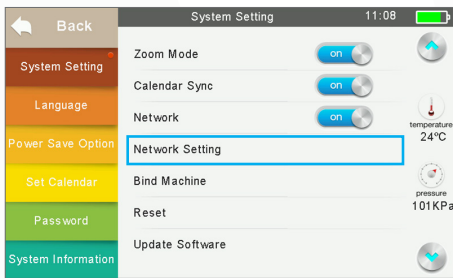 Back
System Setting
11:08
System Setting
Language
Power Save Option
Set Calendar
Password
System Information
Zoom Mode
on
Calendar Sync
on
Network
on
Network Setting
Bind Machine
Reset
Update Software
temperature
24°C
pressure
101KPa